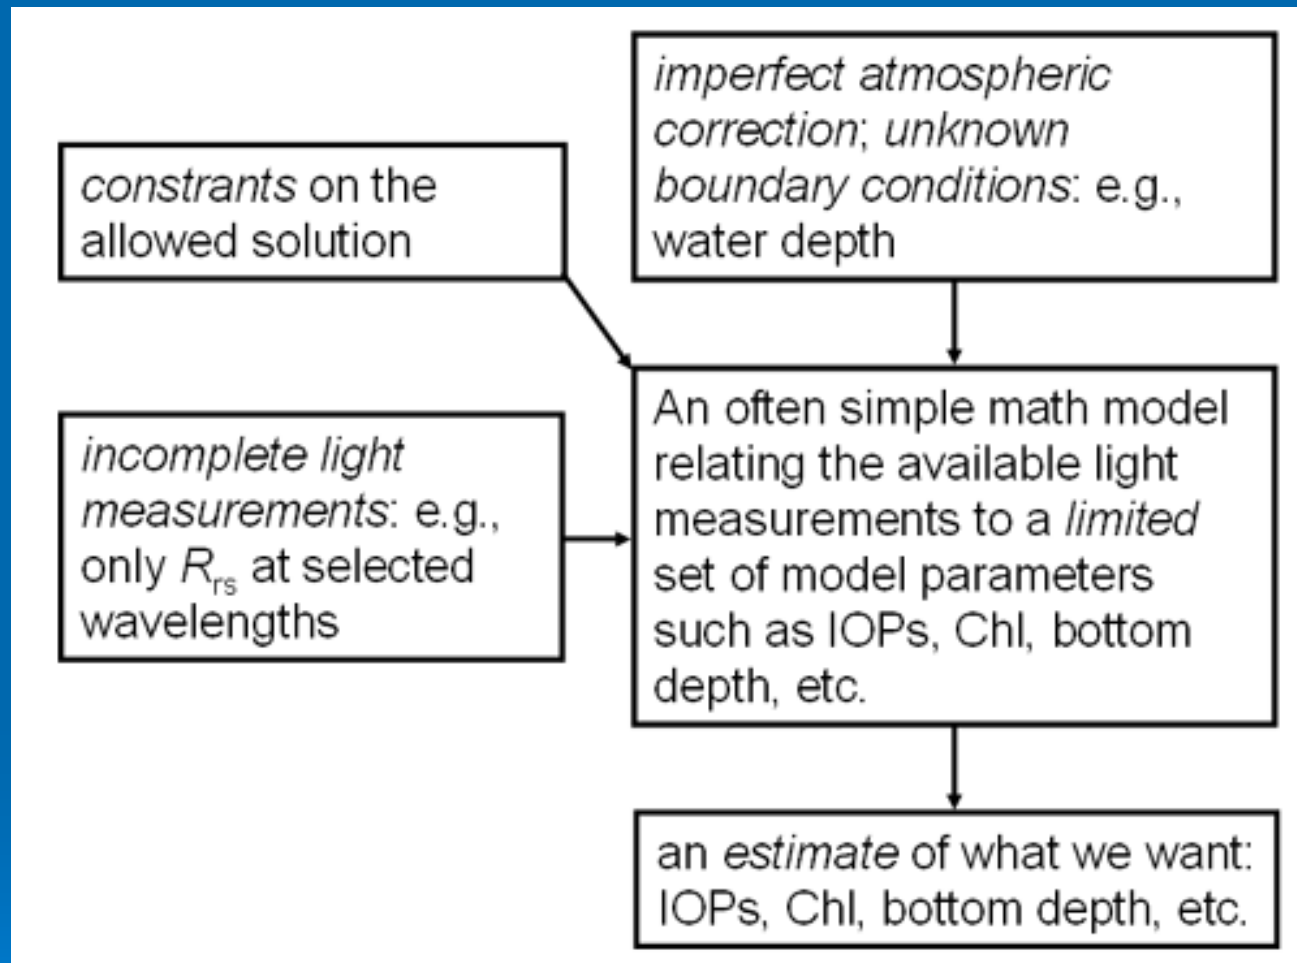 imperfect atmospheric
correction; unknown
boundary conditions: e.g.,
water depth
constrants on the
allowed solution
incomplete light
measurements: e.g.,
only Rrs at selected
wavelengths
An often simple math model
relating the available light
measurements to a limited
set of model parameters
such as IOPs, Chl, bottom
depth, etc.
an estimate of what we want:
IOPs, Chl, bottom depth, etc.